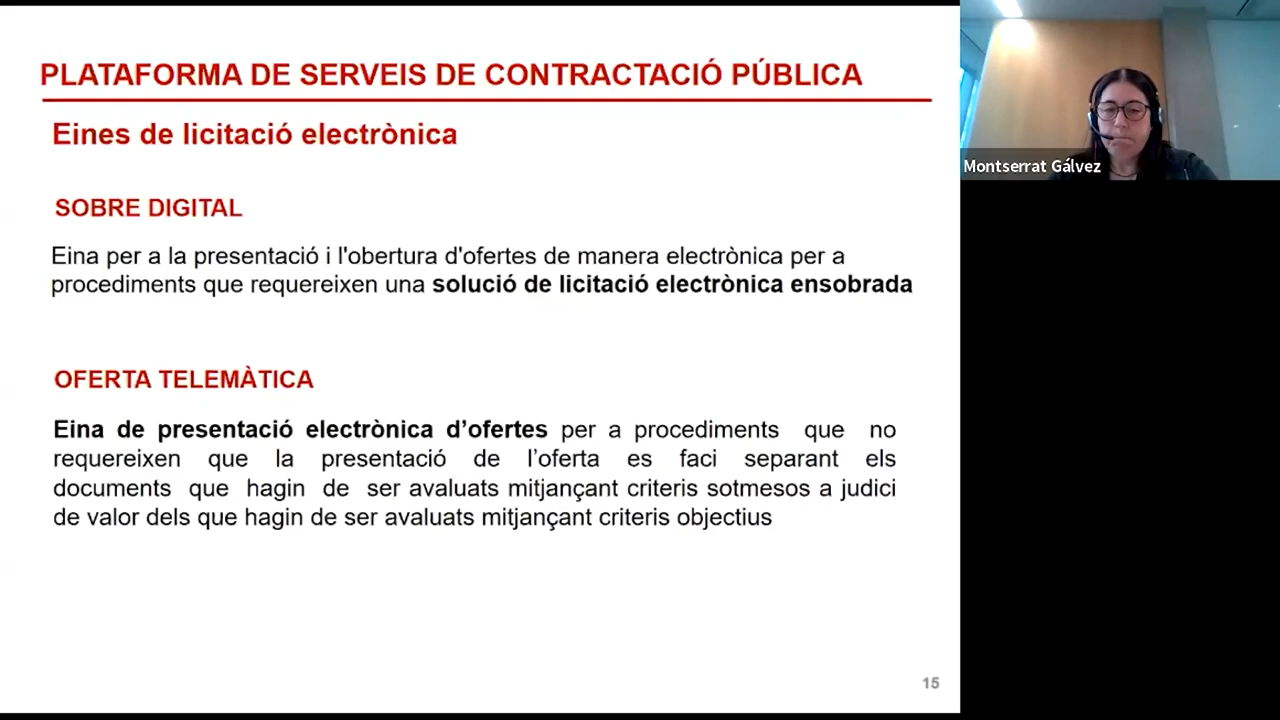 PLATAFORMA DE SERVEIS DE CONTRACTACIÓ PÚBLICA
Eines de licitació electrònica
SOBRE DIGITAL
Eina per a la presentació i l'obertura d'ofertes de manera electrònica per a
procediments que requereixen una solució de licitació electrònica ensobrada
OFERTA TELEMÀTICA
Eina de presentació electrònica d’ofertes per a procediments que no
requereixen que la presentació de l’oferta es faci separant els
documents que hagin de ser avaluats mitjançant criteris sotmesos a judici
de valor dels que hagin de ser avaluats mitjançant criteris objectius
15
Montserrat Gálvez